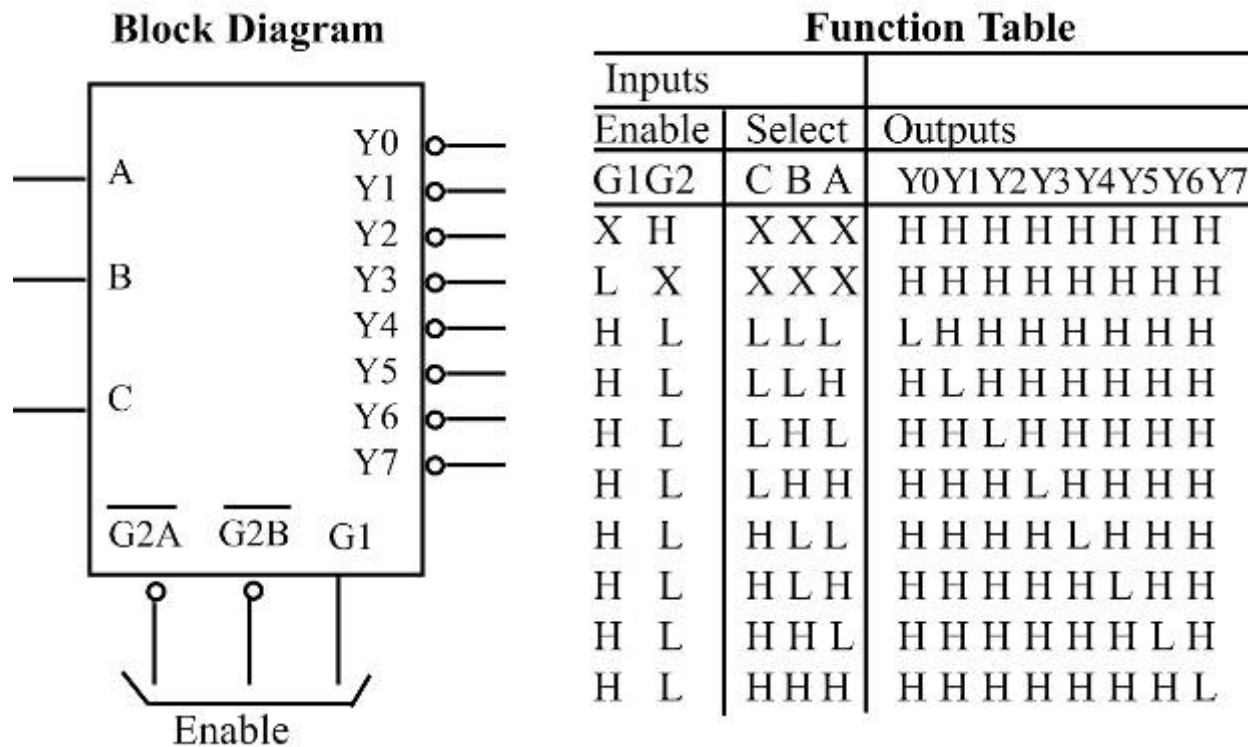 Block Diagram
A
B
C
Y0
Y1
Y2
Y3
Y4
Y5
Y6
Y7
G2A G2B G1
Enable
Function Table
Inputs
Enable Select Outputs
G1G2 C B A Y0Y1Y2Y3Y4Y5Y6Y7
X H X X X H H H H H H H H
L X X X X H H H H H H H H
H L L L L L H H H H H H H
H L L L H H L H H H H H H
H L L H L H H L H H H H H
H L L H H H H H L H H H H
H L H L L H H H H L H H H
H L H L H H H H H H L H H
H L H H L H H H H H H L H
H L H H H H H H H H H H L